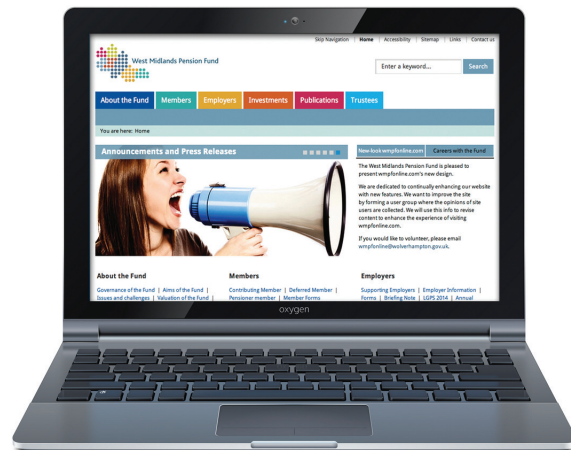 Skip Navigation | Home | Accessibility | Sitemap | Links | Contact us
West Midlands Pension Fund
Enter a keyword... Search
About the Fund Members Employers Investments Publications Trustees
You are here: Home
Announcements and Press Releases
New-look wmpfonline.com Careers with the Fund
The West Midlands Pension Fund is pleased to
present wmpfonline.com's new design.
We are dedicated to continually enhancing our website
with new features. We want to improve the site
by forming a user group where the opinions of site
users are collected. We will use this info to revise
content to enhance the experience of visiting
wmpfonline.com.
If you would like to volunteer, please email
wmpfonline@wolverhampton.gov.uk.
About the Fund
Governance of the Fund | Aims of the Fund |
Issues and challenges | Valuation of the Fund |
Members
Contributing Member | Deferred Member |
Pensioner member | Member Forms
Employers
Supporting Employers | Employer Information |
Forms | Briefing Note | LGPS 2014 | Annual
oxygen